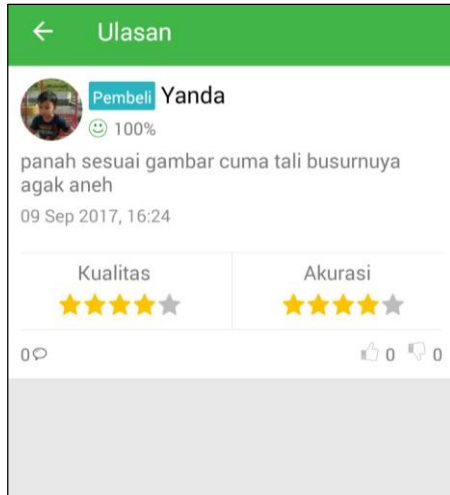 Ulasan
Pembeli Yanda
100%
panah sesuai gambar cuma tali busurnuya
agak aneh
09 Sep 2017, 16:24
Kualitas Akurasi
0 0 0